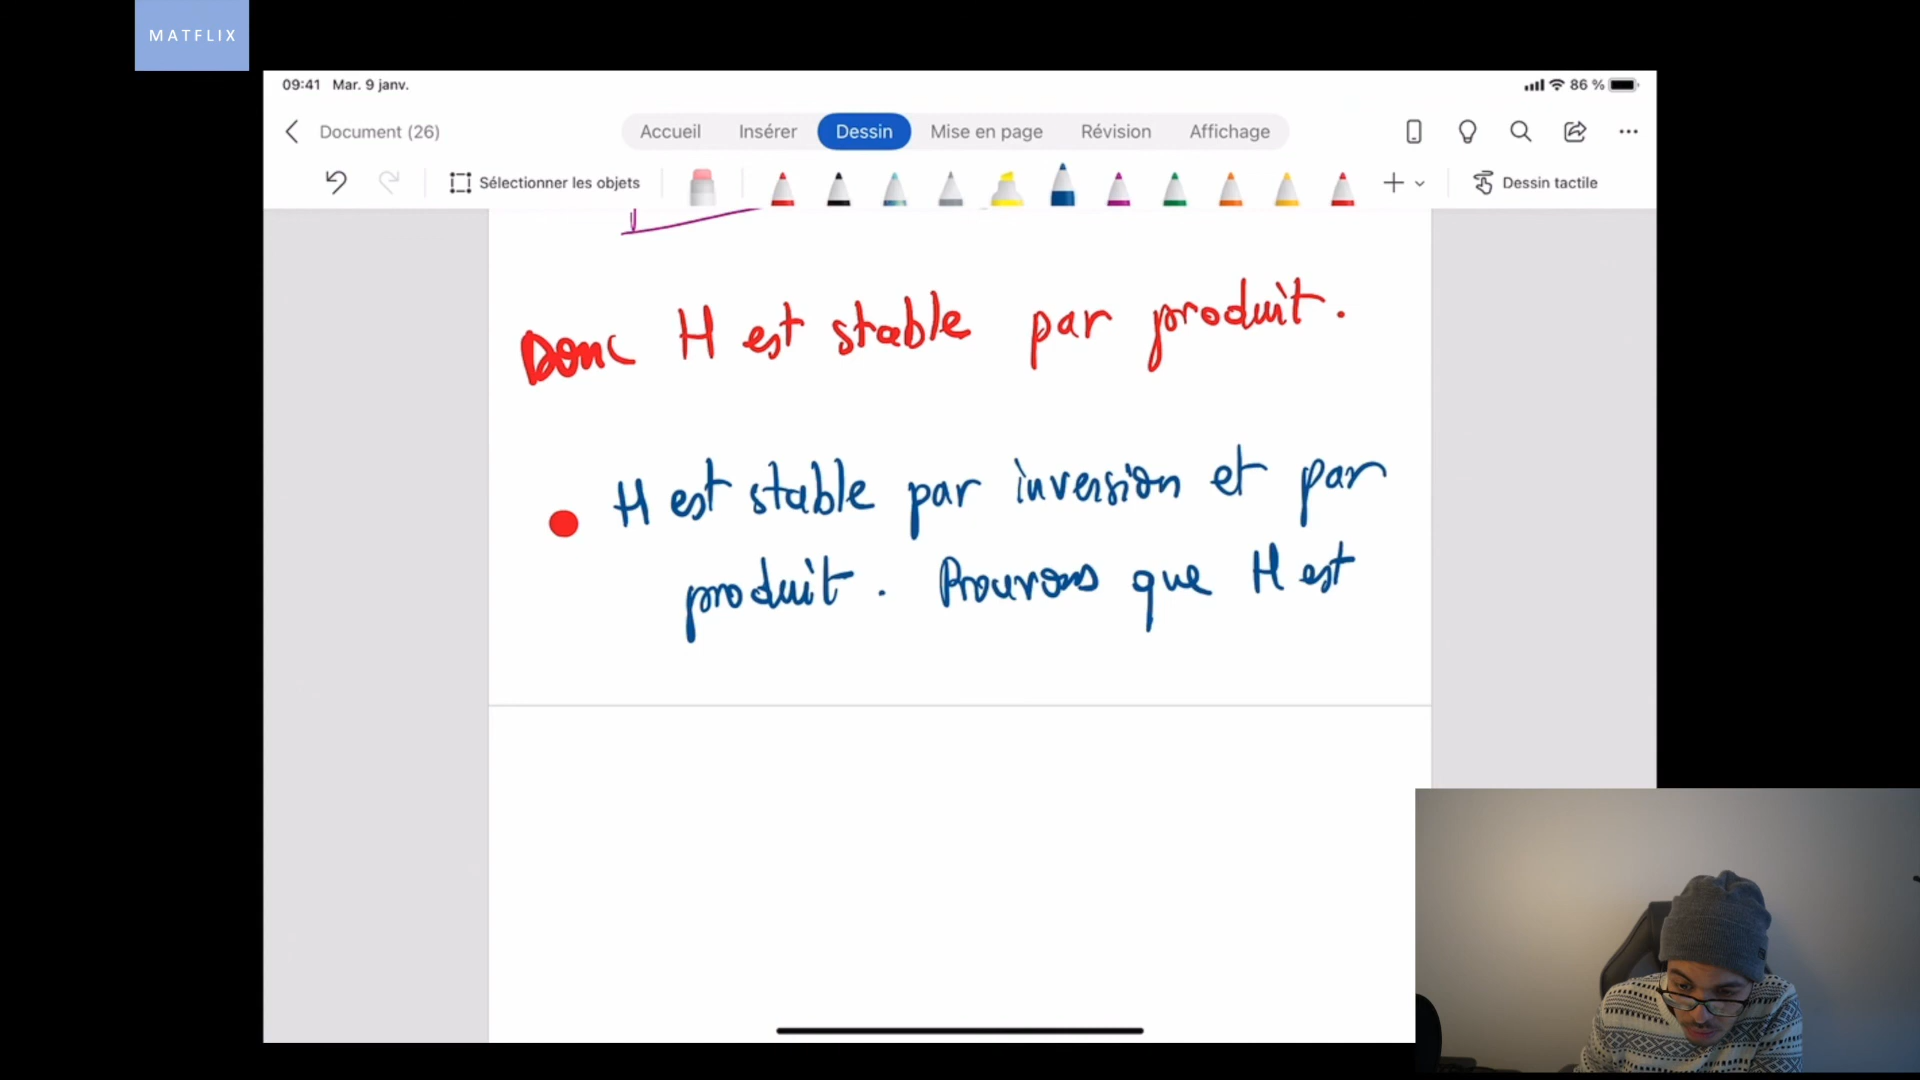 MATFLIX
09:41 Mar. 9 janv.
86 %
Document (26)
Accueil Insérer Dessin Mise en page Révision Affichage
Sélectionner les objets
Dessin tactile
Donc H est stable par produit.
H est stable par inversion et par
produit. Prouvons que H est